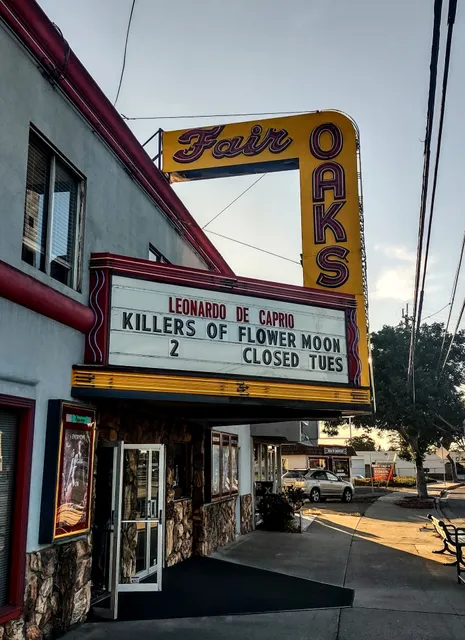 Fair
OAKS
LEONARDO DE CAPRIO
KILLERS OF FLOWER MOON
2 CLOSED TUES